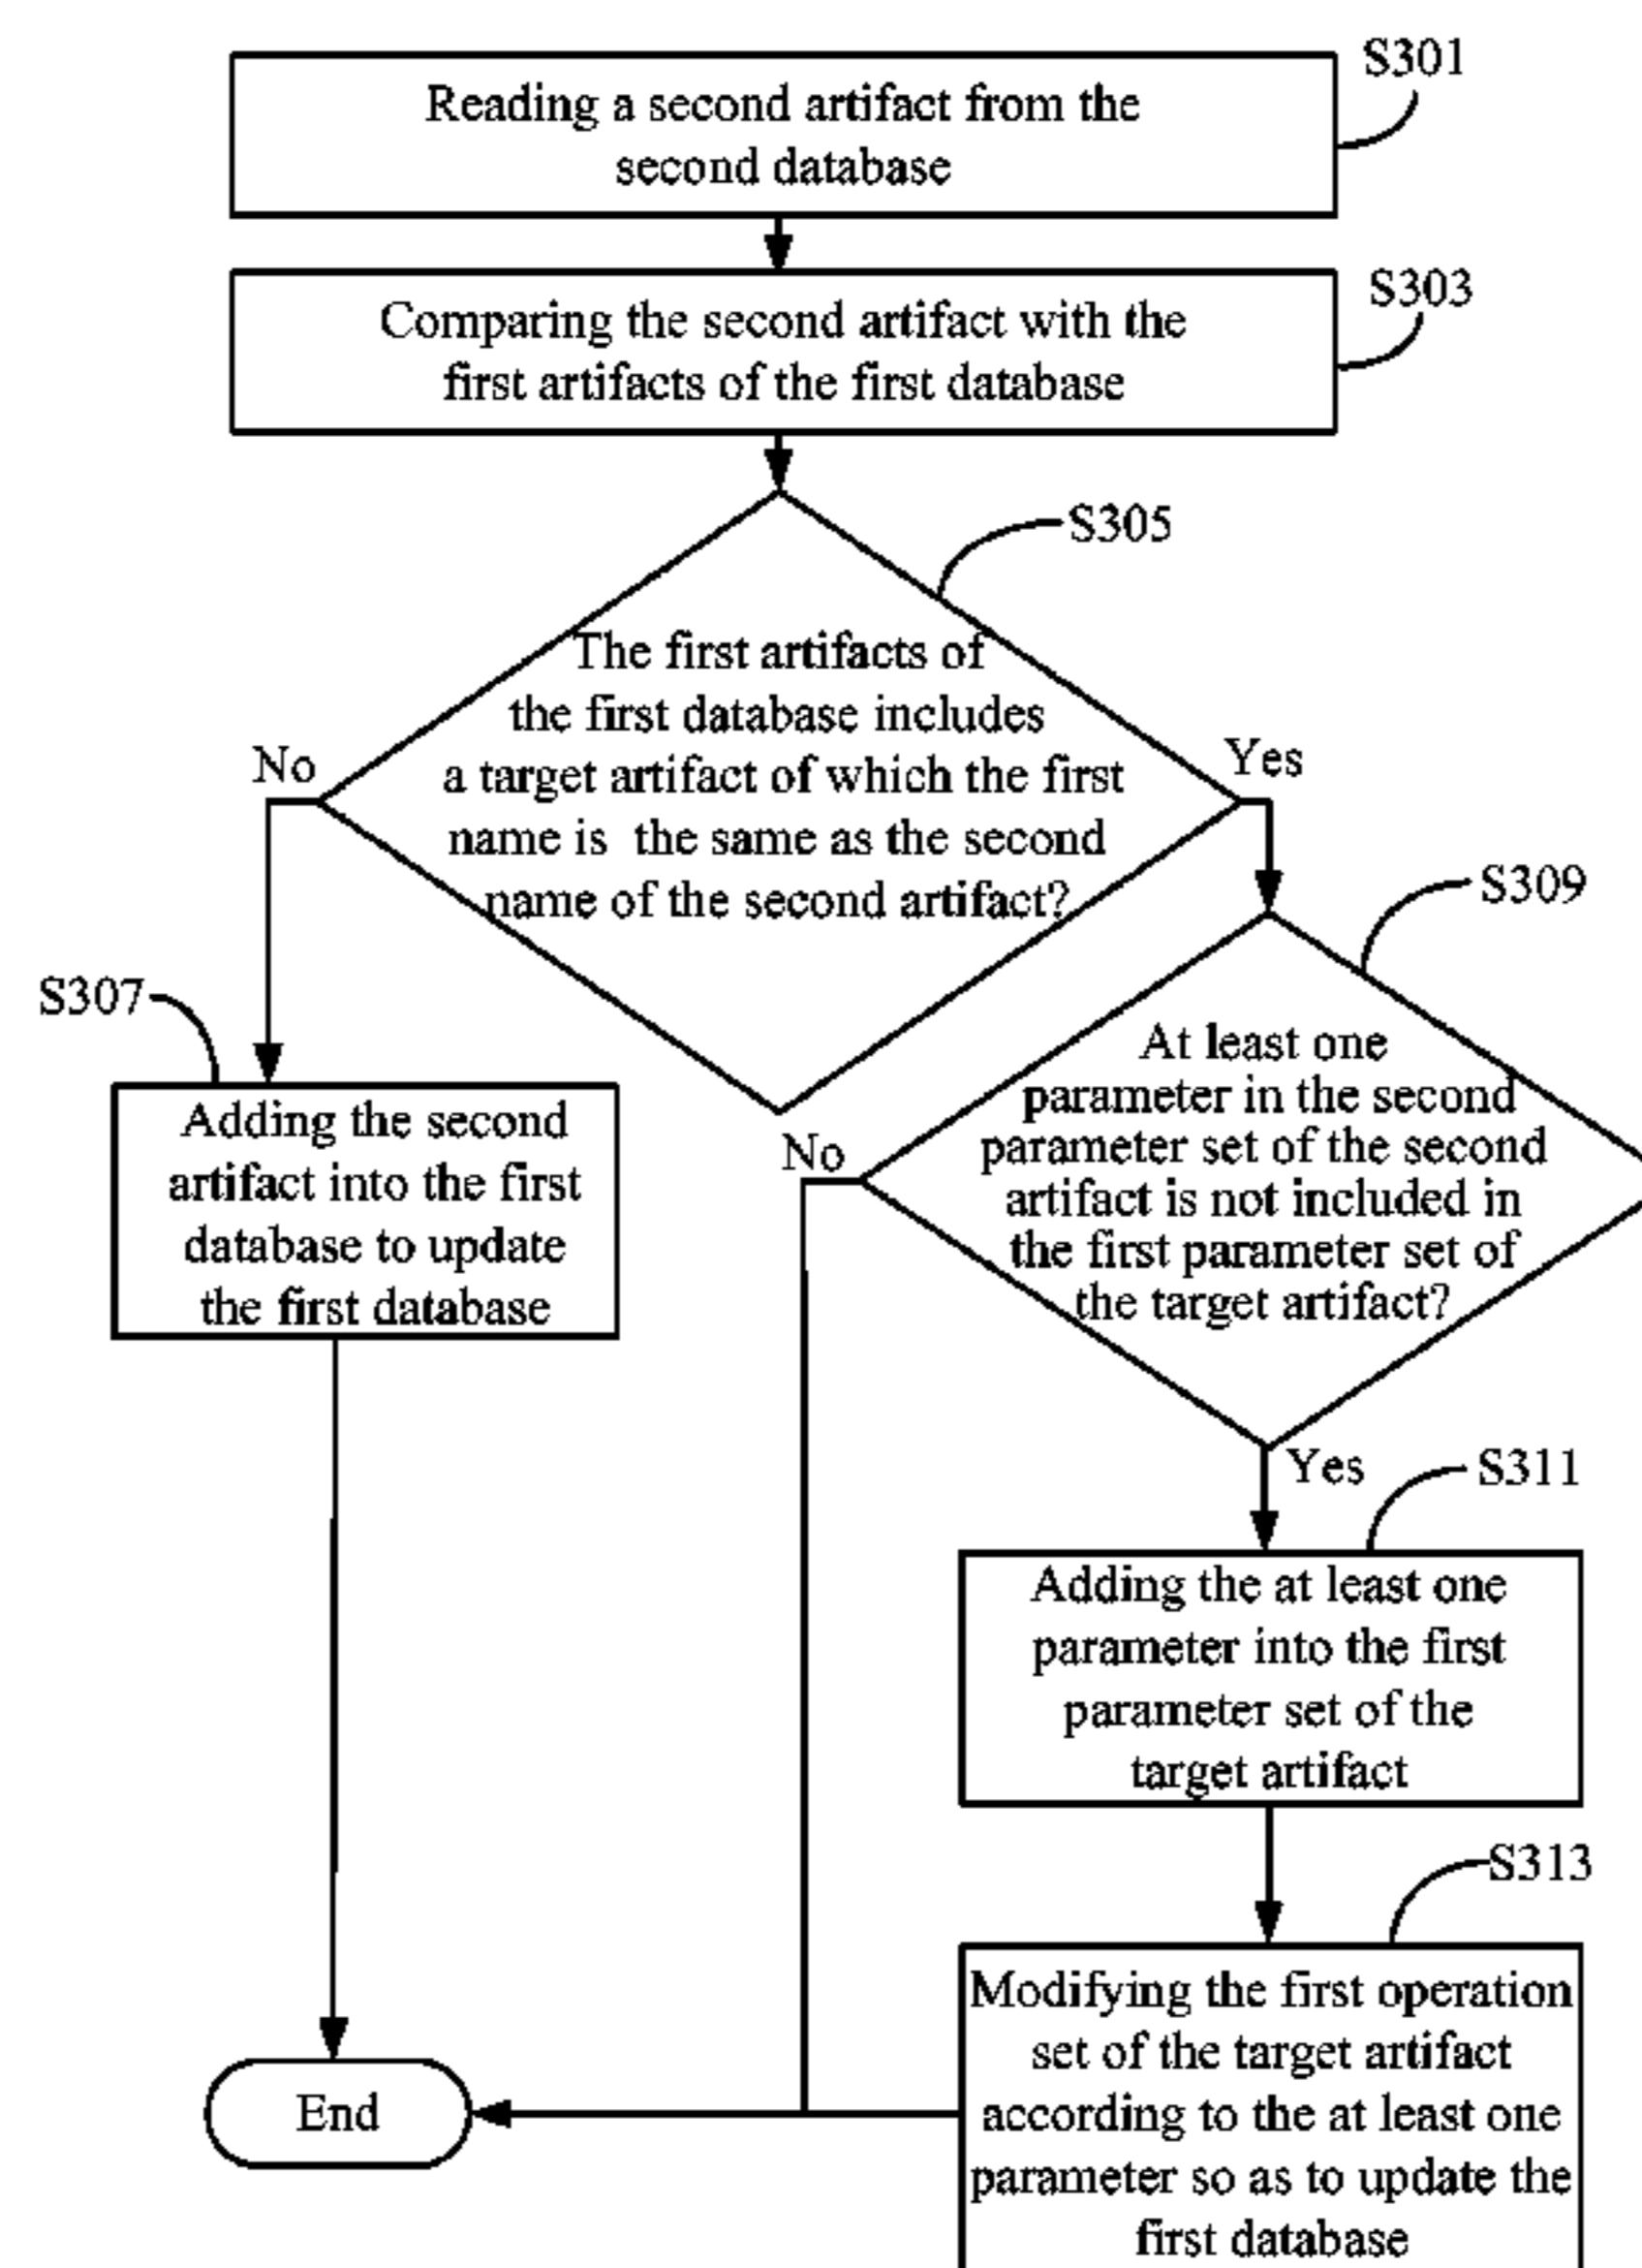 S301
Reading a second artifact from the
second database
S303
Comparing the second artifact with the
first artifacts of the first database
S305
The first artifacts of
the first database includes
a target artifact of which the first
name is the same as the second
name of the second artifact?
No
Yes
S307
Adding the second
artifact into the first
database to update
the first database
S309
At least one
parameter in the second
parameter set of the second
artifact is not included in
the first parameter set of
the target artifact?
No
Yes
S311
Adding the at least one
parameter into the first
parameter set of the
target artifact
S313
Modifying the first operation
set of the target artifact
according to the at least one
parameter so as to update the
first database
End